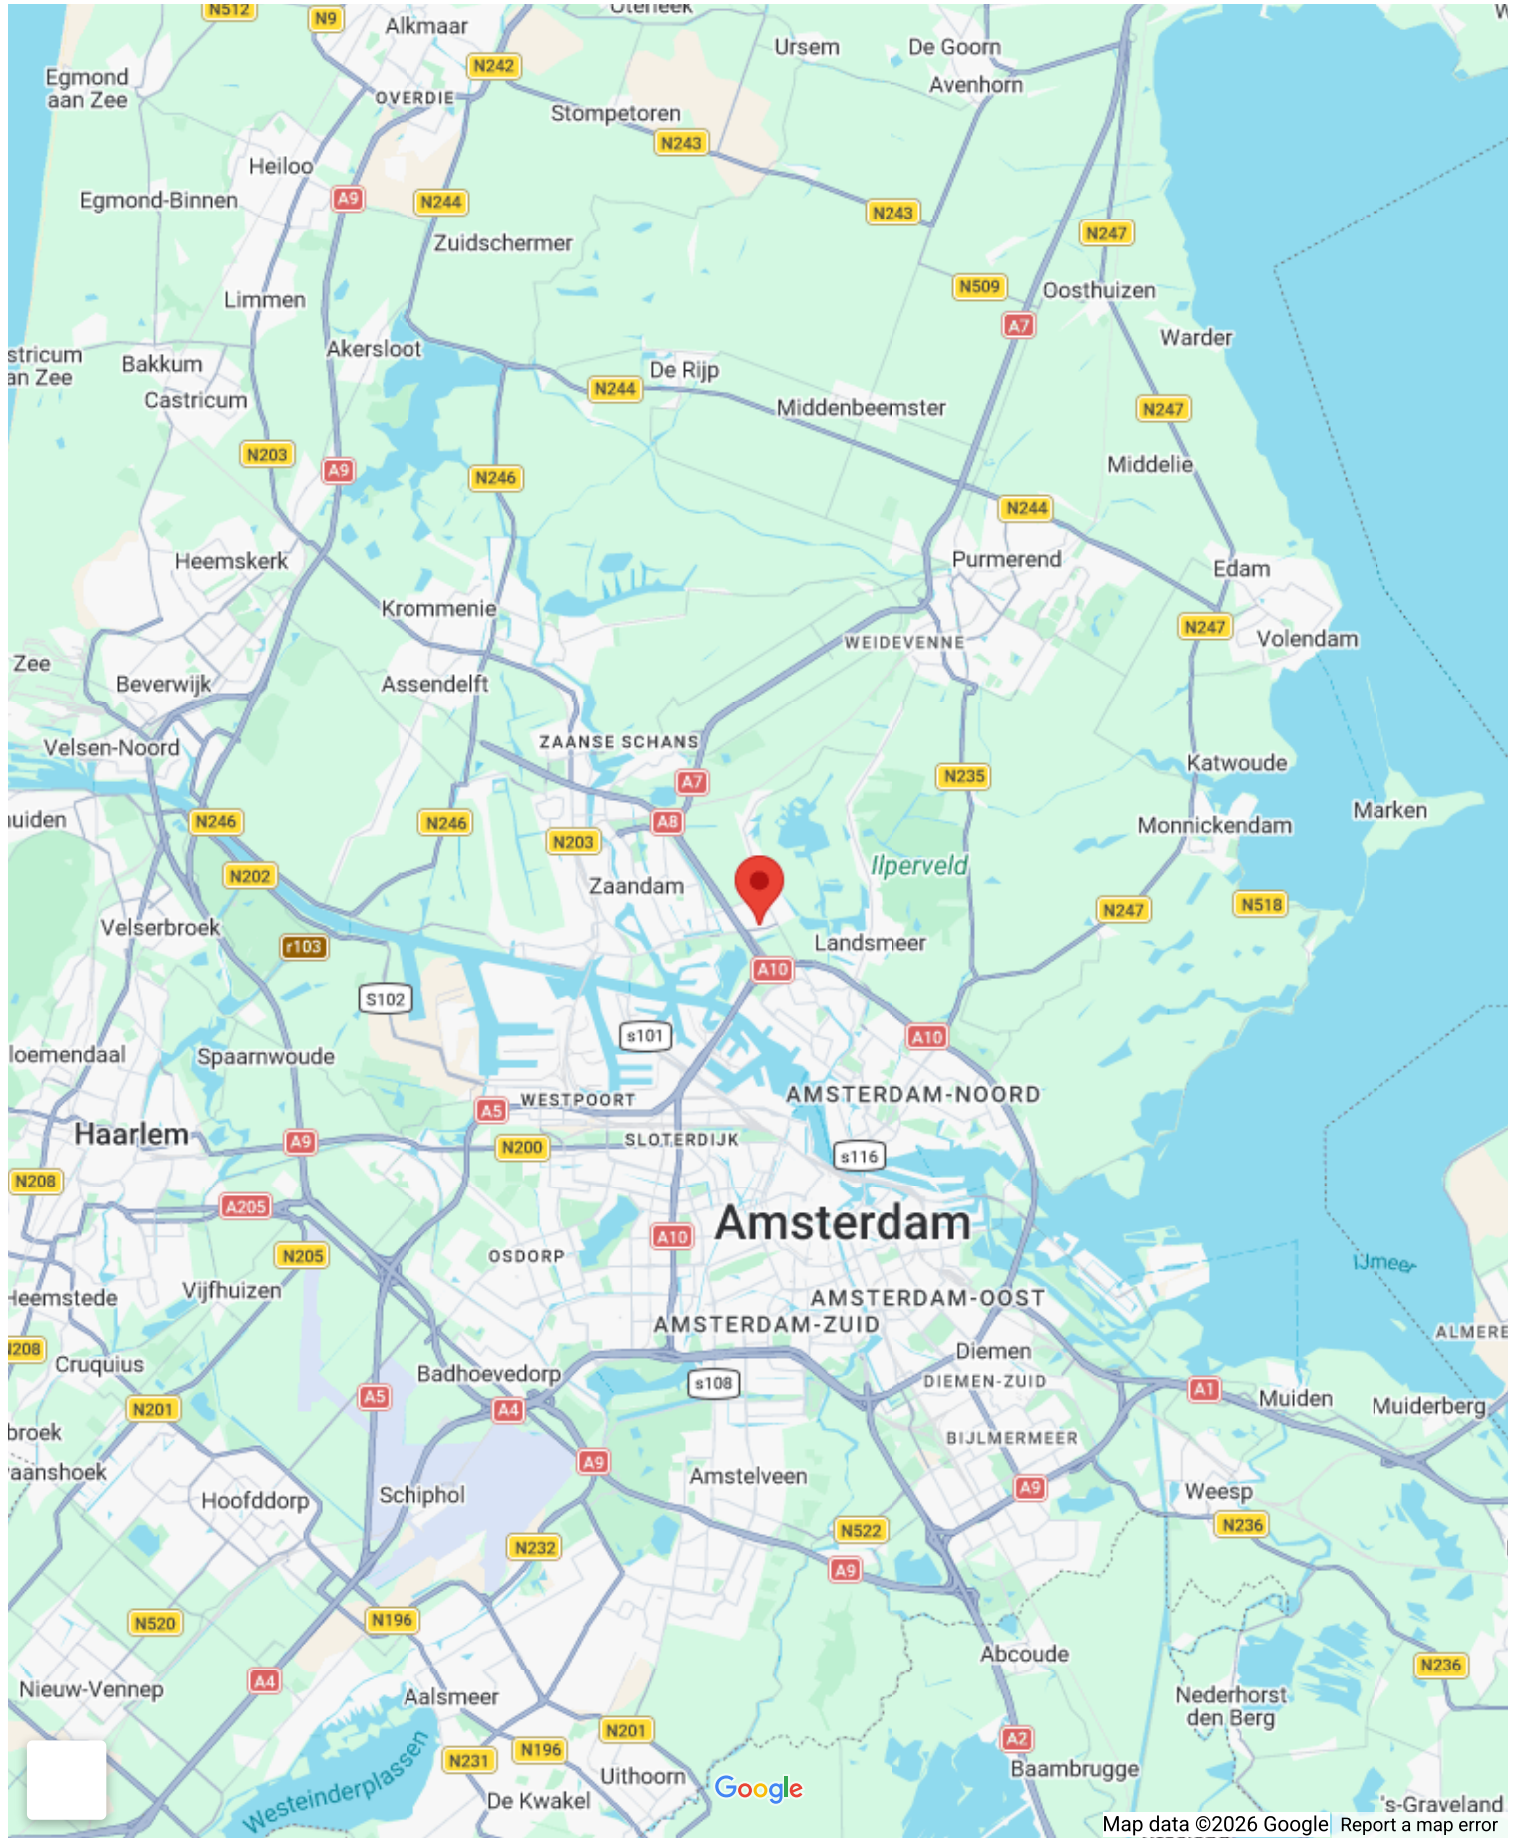 N512
N9
Alkmaar
Ursem
De Goorn
Avenhorn
N242
Egmond
aan Zee
OVERDIE
Stompetoren
N243
Heiloo
Egmond-Binnen
A9
N244
N243
N247
Zuidschermer
N509
Oosthuizen
Limmen
A7
Warder
Akersloot
stricum
an Zee
Bakkum
De Rijp
N244
Castricum
Middenbeemster
N247
N203
A9
N246
Middelie
N244
Heemskerk
Purmerend
Edam
Krommenie
N247
Volendam
WEIDEVENNE
Zee
Beverwijk
Assendelft
Velsen-Noord
ZAANSE SCHANS
A7
N235
Katwoude
Marken
uiden
N246
N246
A8
N203
Monnickendam
N202
Zaandam
Ilperveld
N247
N518
Velserbroek
r103
Landsmeer
A10
S102
s101
A10
loemendaal
Spaarnwoude
WESTPOORT
AMSTERDAM-NOORD
A5
Haarlem
A9
N200
SLOTERDIJK
s116
N208
A205
Amsterdam
A10
N205
OSDORP
IJmeer
Vijfhuizen
Heemstede
AMSTERDAM-OOST
AMSTERDAM-ZUID
ALMERE
N208
Cruquius
Badhoevedorp
Diemen
DIEMEN-ZUID
s108
A5
A4
A1
Muiden
Muiderberg
N201
broek
BIJLMERMEER
A9
aanshoek
Amstelveen
Schiphol
Hoofddorp
A9
Weesp
N522
N236
N232
A9
N520
N196
Abcoude
N236
A4
Nieuw-Vennep
Aalsmeer
Nederhorst
den Berg
N201
A2
Westeinderplassen
N231
N196
Baambrugge
Uithoorn
Google
De Kwakel
's-Graveland
Map data ©2026 Google
Report a map error